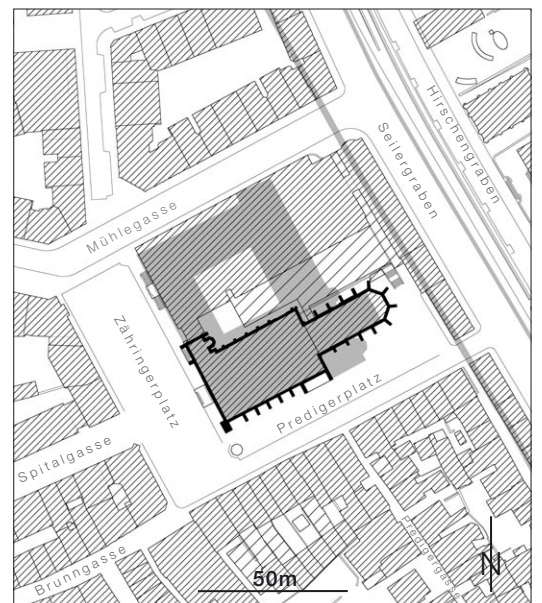 Hirschengraben
Seilergraben
Mühlegasse
Zähringerplatz
Predigerplatz
Spitalgasse
Brunngasse
Predigergasse
50m
N